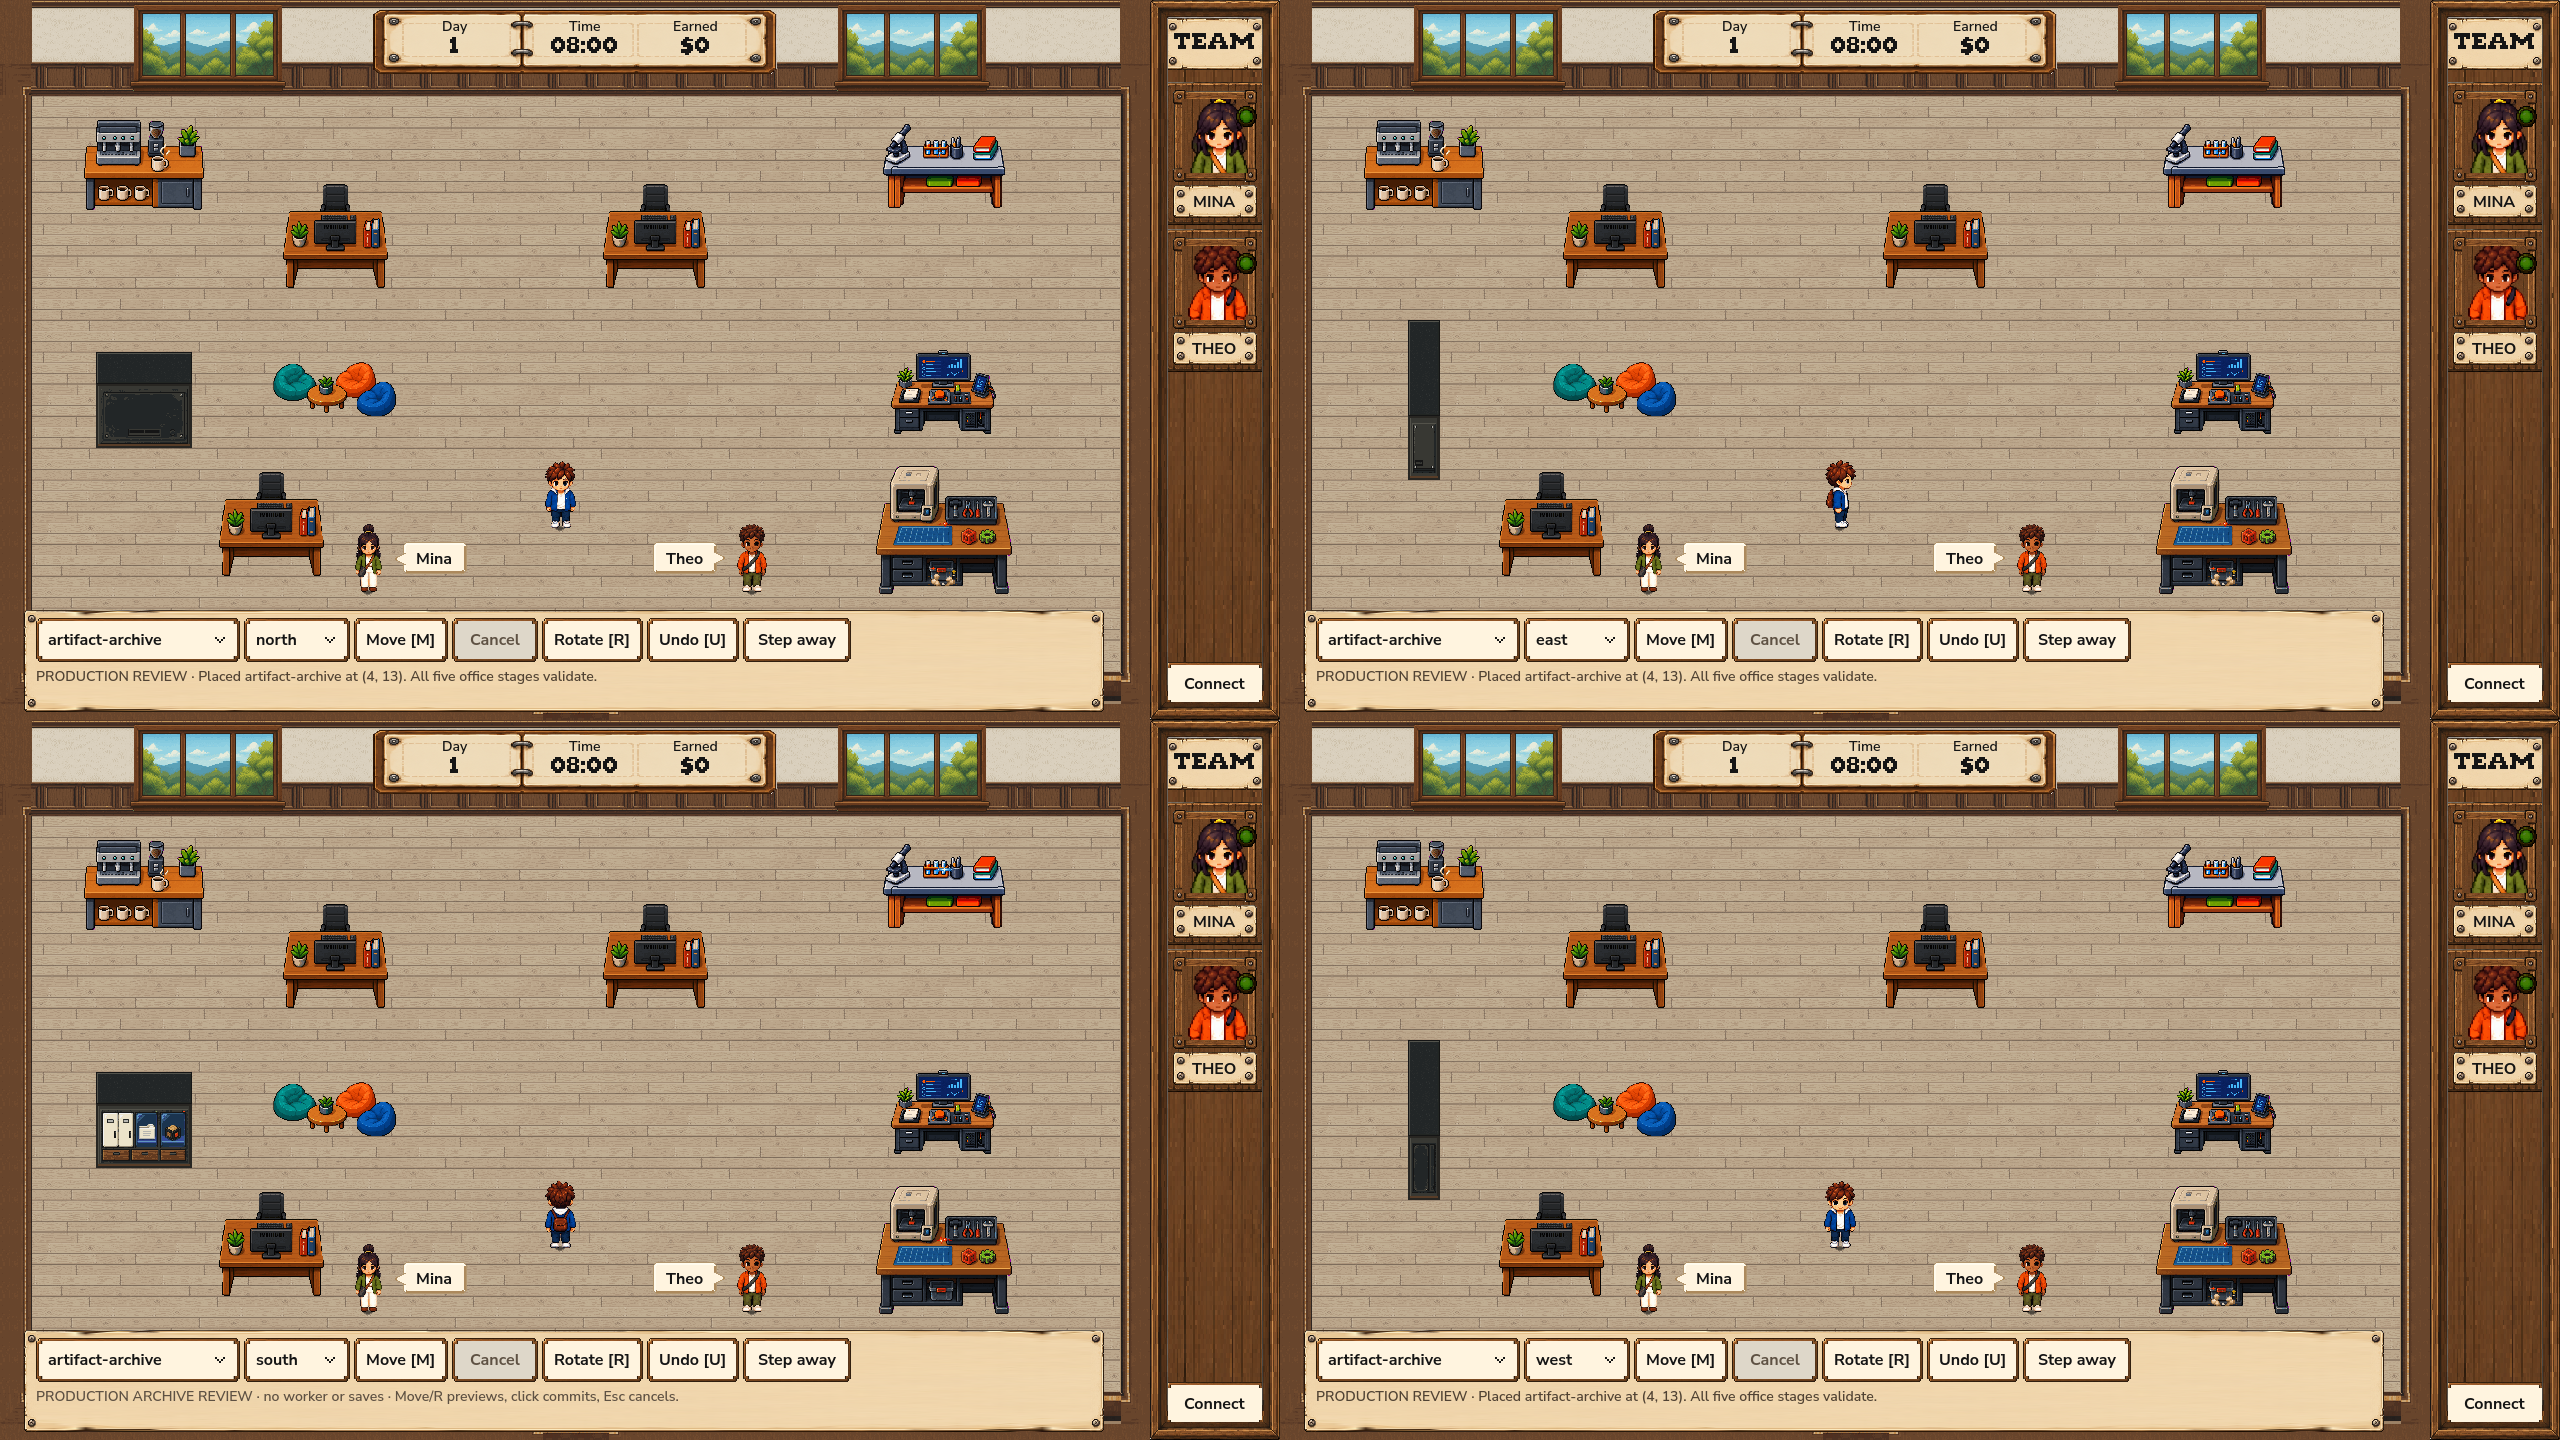 Day
1
Time
08:00
Earned
$0
TEAM
MINA
THEO
Mina
Theo
artifact-archive
north
Move [M]
Cancel
Rotate [R]
Undo [U]
Step away
PRODUCTION REVIEW · Placed artifact-archive at (4, 13). All five office stages validate.
Connect
Day
1
Time
08:00
Earned
$0
TEAM
MINA
THEO
Mina
Theo
artifact-archive
east
Move [M]
Cancel
Rotate [R]
Undo [U]
Step away
PRODUCTION REVIEW · Placed artifact-archive at (4, 13). All five office stages validate.
Connect
Day
1
Time
08:00
Earned
$0
TEAM
MINA
THEO
Mina
Theo
artifact-archive
south
Move [M]
Cancel
Rotate [R]
Undo [U]
Step away
PRODUCTION ARCHIVE REVIEW · no worker or saves · Move/R previews, click commits, Esc cancels.
Connect
Day
1
Time
08:00
Earned
$0
TEAM
MINA
THEO
Mina
Theo
artifact-archive
west
Move [M]
Cancel
Rotate [R]
Undo [U]
Step away
PRODUCTION REVIEW · Placed artifact-archive at (4, 13). All five office stages validate.
Connect